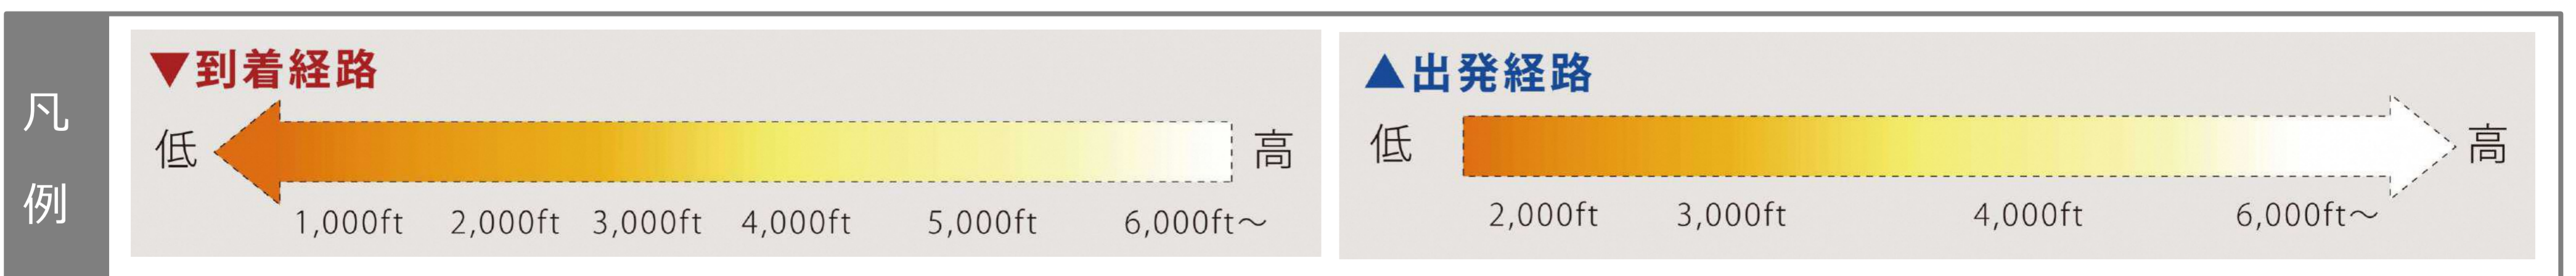 凡例
▼到着経路
低 高
1,000ft 2,000ft 3,000ft 4,000ft 5,000ft 6,000ft～
▲出発経路
低 高
2,000ft 3,000ft 4,000ft 6,000ft～